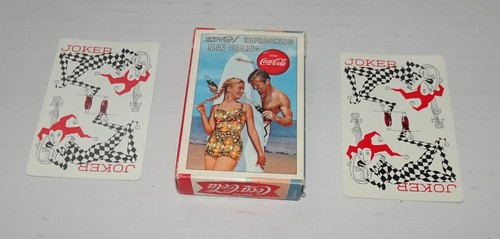 JOKER
JOKER
REFRESHING
NEW FEELING
Coca-Cola
Coca-Cola
JOKER
JOKER